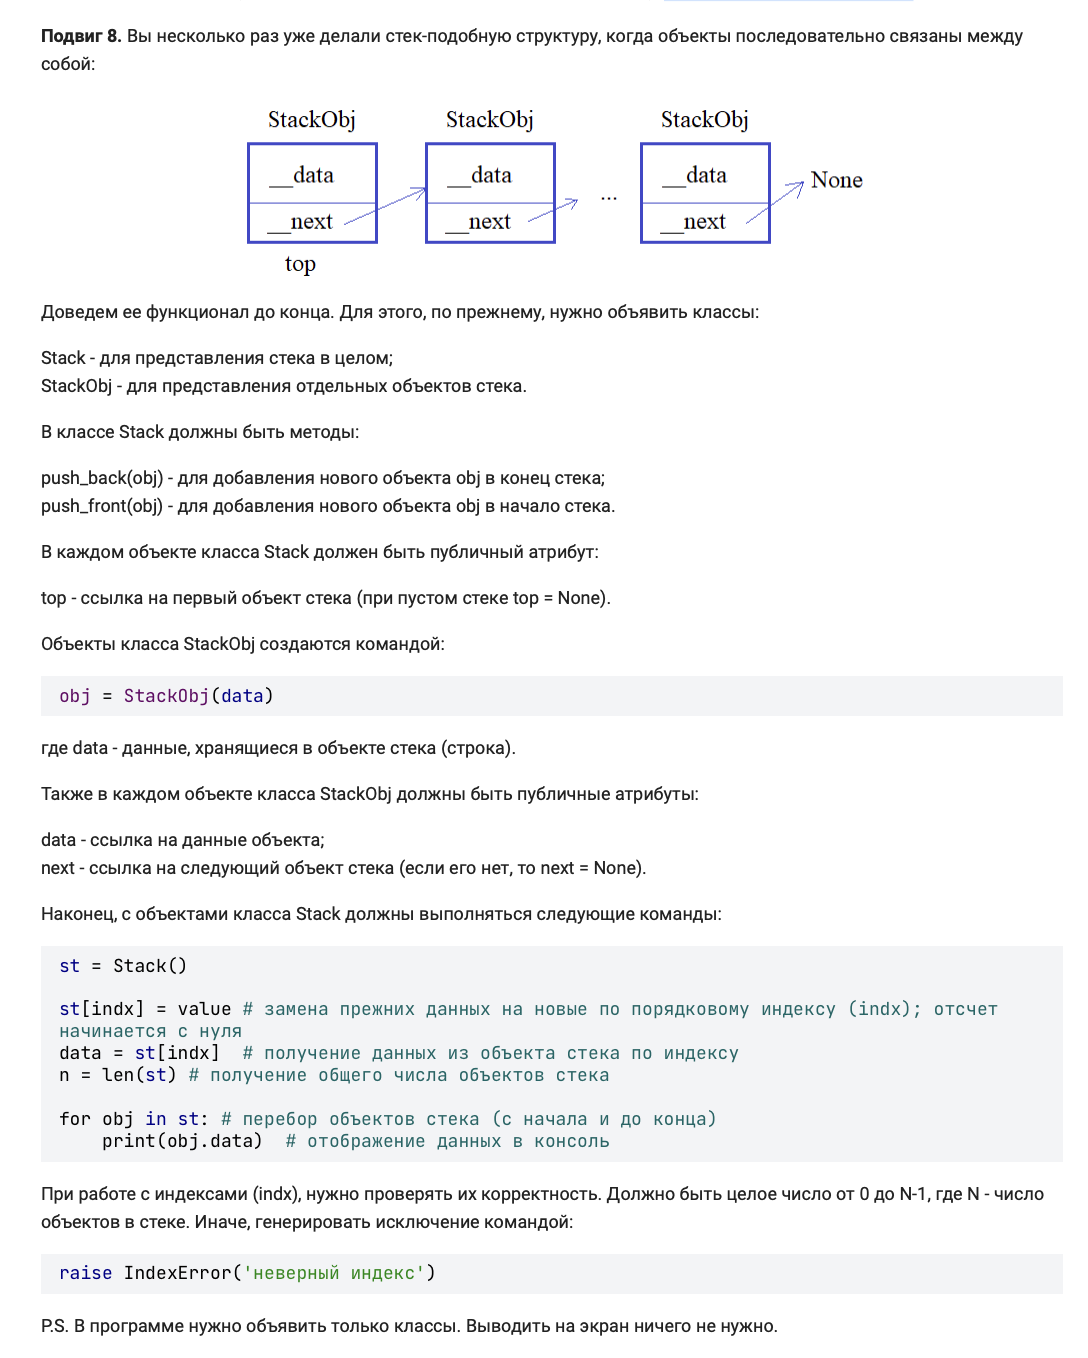 Подвиг 8. Вы несколько раз уже делали стек-подобную структуру, когда объекты последовательно связаны между
собой:
StackObj StackObj StackObj
__data __data __data None
__next __next ... __next
top
Доведем ее функционал до конца. Для этого, по прежнему, нужно объявить классы:
Stack - для представления стека в целом;
StackObj - для представления отдельных объектов стека.
В классе Stack должны быть методы:
push_back(obj) - для добавления нового объекта obj в конец стека;
push_front(obj) - для добавления нового объекта obj в начало стека.
В каждом объекте класса Stack должен быть публичный атрибут:
top - ссылка на первый объект стека (при пустом стеке top = None).
Объекты класса StackObj создаются командой:
obj = StackObj(data)
где data - данные, хранящиеся в объекте стека (строка).
Также в каждом объекте класса StackObj должны быть публичные атрибуты:
data - ссылка на данные объекта;
next - ссылка на следующий объект стека (если его нет, то next = None).
Наконец, с объектами класса Stack должны выполняться следующие команды:
st = Stack()
st[indx] = value # замена прежних данных на новые по порядковому индексу (indx); отсчет
начинается с нуля
data = st[indx]  # получение данных из объекта стека по индексу
n = len(st) # получение общего числа объектов стека
for obj in st: # перебор объектов стека (с начала и до конца)
    print(obj.data)  # отображение данных в консоль
При работе с индексами (indx), нужно проверять их корректность. Должно быть целое число от 0 до N-1, где N - число
объектов в стеке. Иначе, генерировать исключение командой:
raise IndexError('неверный индекс')
P.S. В программе нужно объявить только классы. Выводить на экран ничего не нужно.